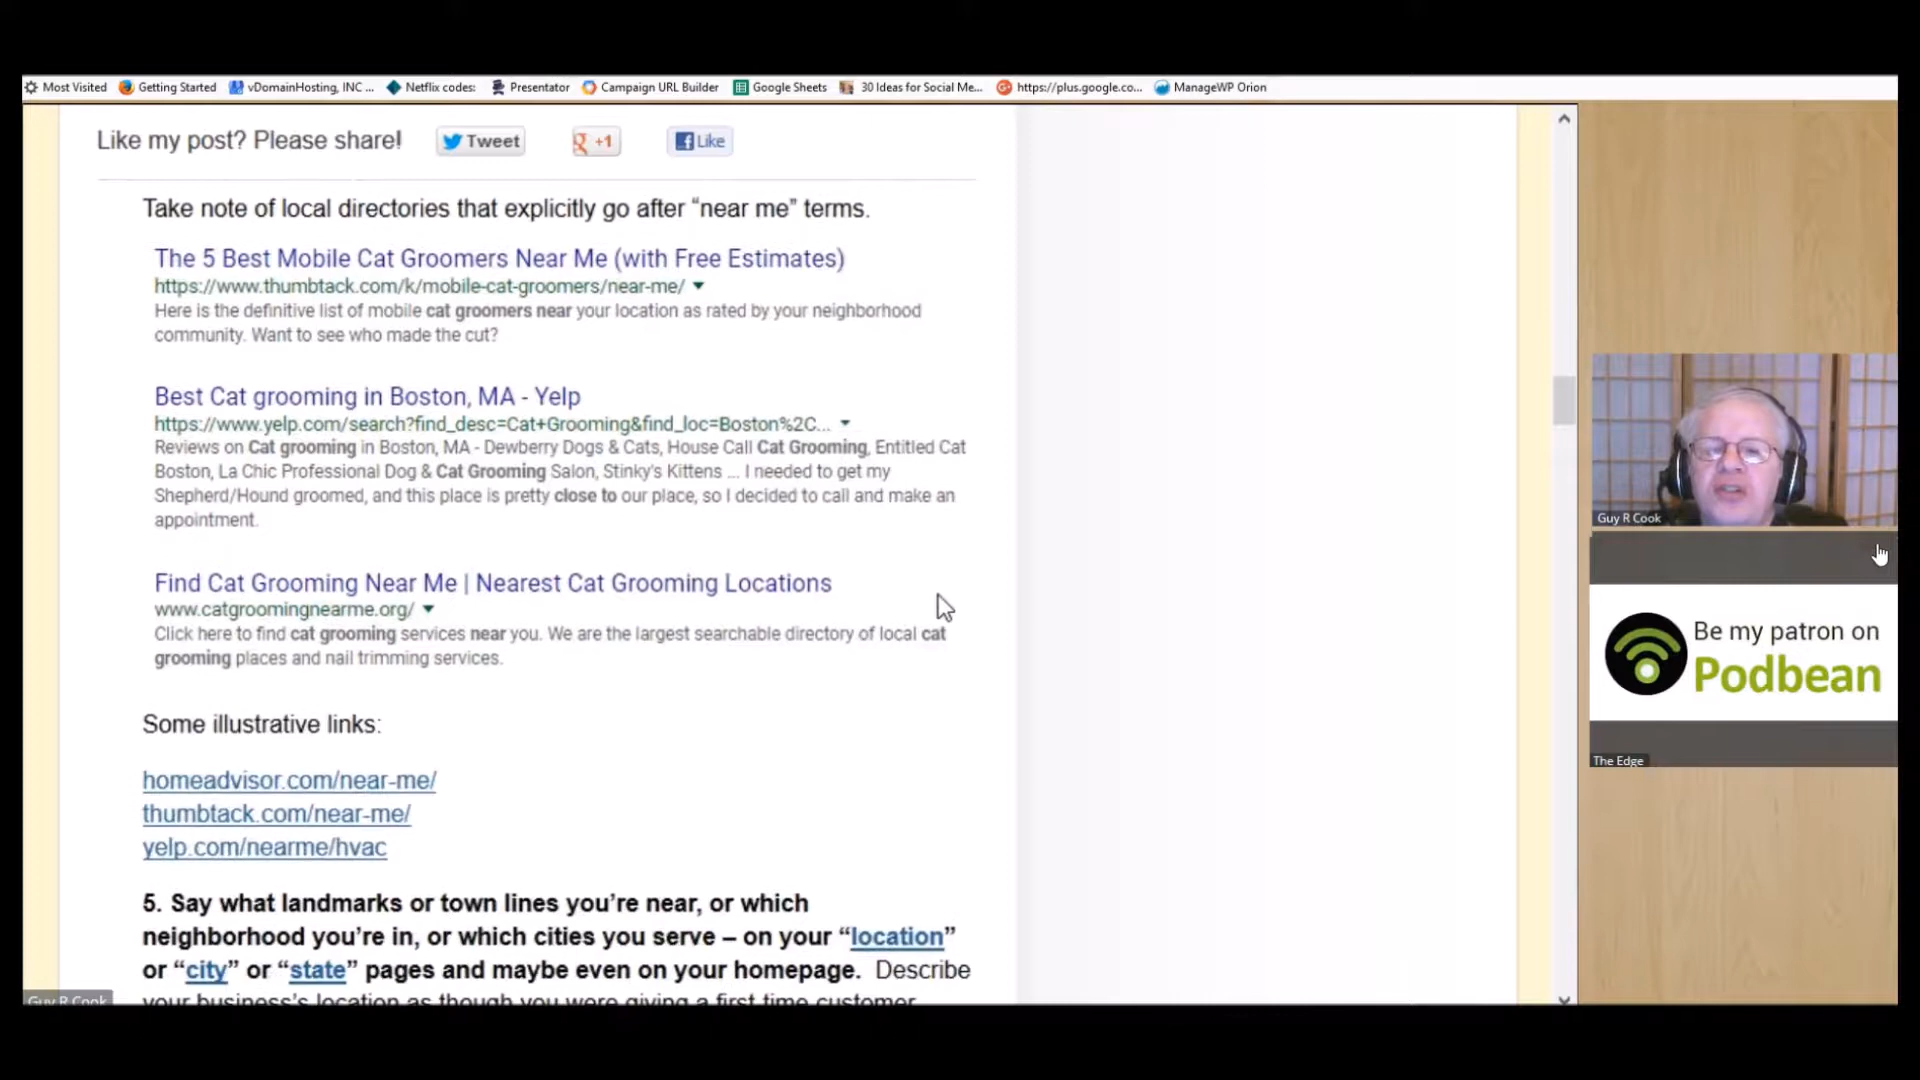 Most Visited Getting Started vDomainHosting, INC ... Netflix codes: Presentator Campaign URL Builder Google Sheets 30 Ideas for Social Me... https://plus.google.co... ManageWP Orion
Like my post? Please share! Tweet g +1 Like
Take note of local directories that explicitly go after “near me” terms.
The 5 Best Mobile Cat Groomers Near Me (with Free Estimates)
https://www.thumbtack.com/k/mobile-cat-groomers/near-me/
Here is the definitive list of mobile cat groomers near your location as rated by your neighborhood
community. Want to see who made the cut?
Best Cat grooming in Boston, MA - Yelp
https://www.yelp.com/search?find_desc=Cat+Grooming&find_loc=Boston%2C...
Reviews on Cat grooming in Boston, MA - Dewberry Dogs & Cats, House Call Cat Grooming, Entitled Cat
Boston, La Chic Professional Dog & Cat Grooming Salon, Stinky's Kittens ... I needed to get my
Shepherd/Hound groomed, and this place is pretty close to our place, so I decided to call and make an
appointment.
Find Cat Grooming Near Me | Nearest Cat Grooming Locations
www.catgroomingnearme.org/
Click here to find cat grooming services near you. We are the largest searchable directory of local cat
grooming places and nail trimming services.
Some illustrative links:
homeadvisor.com/near-me/
thumbtack.com/near-me/
yelp.com/nearme/hvac
5. Say what landmarks or town lines you’re near, or which
neighborhood you’re in, or which cities you serve – on your “location”
or “city” or “state” pages and maybe even on your homepage. Describe
your business’s location as though you were giving a first time customer
Guy R Cook
Guy R Cook
Be my patron on
Podbean
The Edge